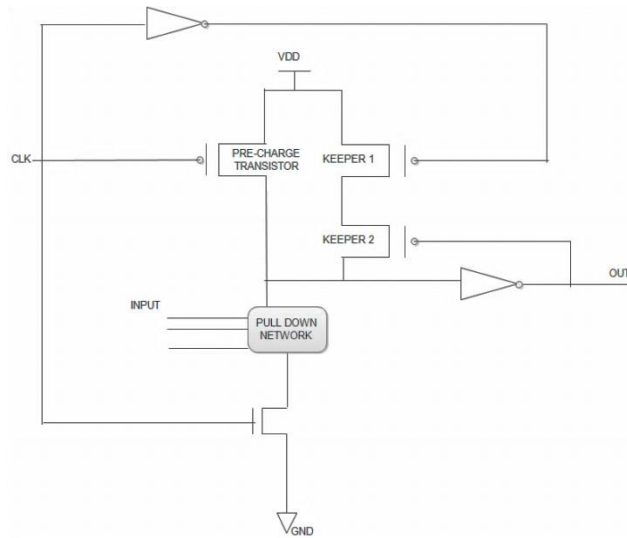 VDD
CLK
PRE-CHARGE
TRANSISTOR
KEEPER 1
KEEPER 2
OUT
INPUT
PULL DOWN
NETWORK
GND